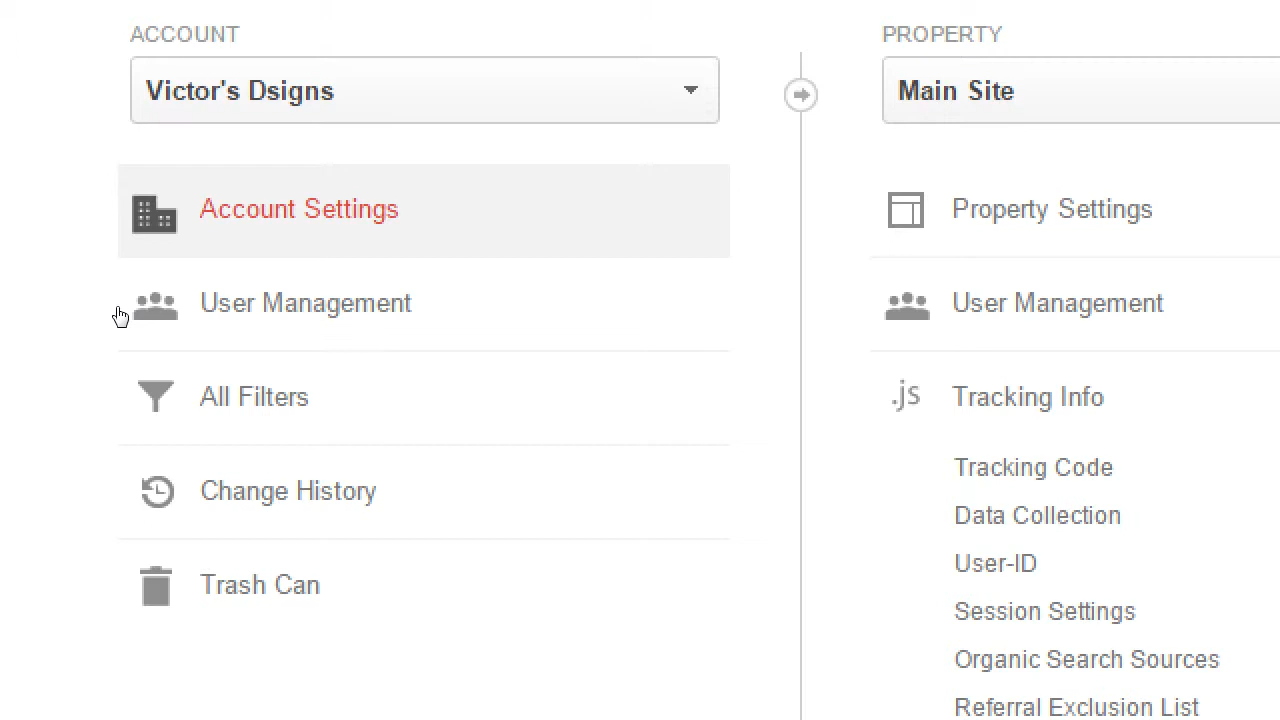 ACCOUNT
Victor's Dsigns
Account Settings
User Management
All Filters
Change History
Trash Can
PROPERTY
Main Site
Property Settings
User Management
.js Tracking Info
Tracking Code
Data Collection
User-ID
Session Settings
Organic Search Sources
Referral Exclusion List